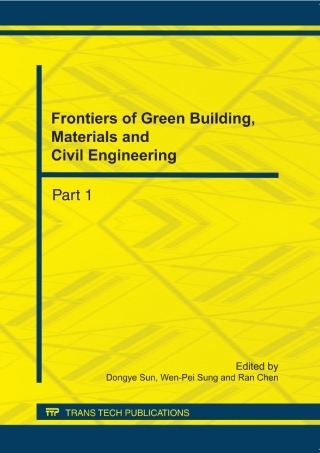 Frontiers of Green Building,
Materials and
Civil Engineering
Part 1
Edited by
Dongye Sun, Wen-Pei Sung and Ran Chen
TTP TRANS TECH PUBLICATIONS